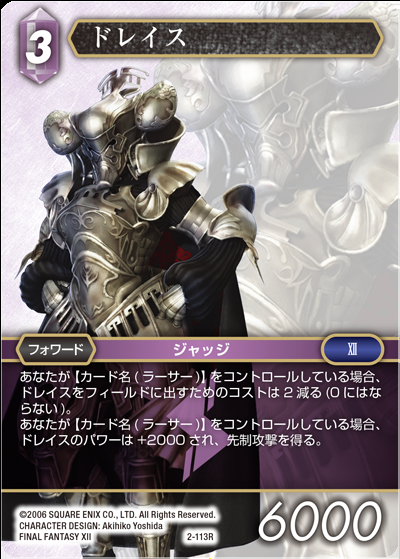 3
ドレイス
フォワード
ジャッジ
XII
あなたが【カード名 ( ラーサー )】をコントロールしている場合、
ドレイスをフィールドに出すためのコストは 2 減る (0 にはな
らない )。
あなたが【カード名 ( ラーサー )】をコントロールしている場合、
ドレイスのパワーは +2000 され、先制攻撃を得る。
©2006 SQUARE ENIX CO., LTD. All Rights Reserved.
CHARACTER DESIGN: Akihiko Yoshida
FINAL FANTASY XII
2-113R
6000